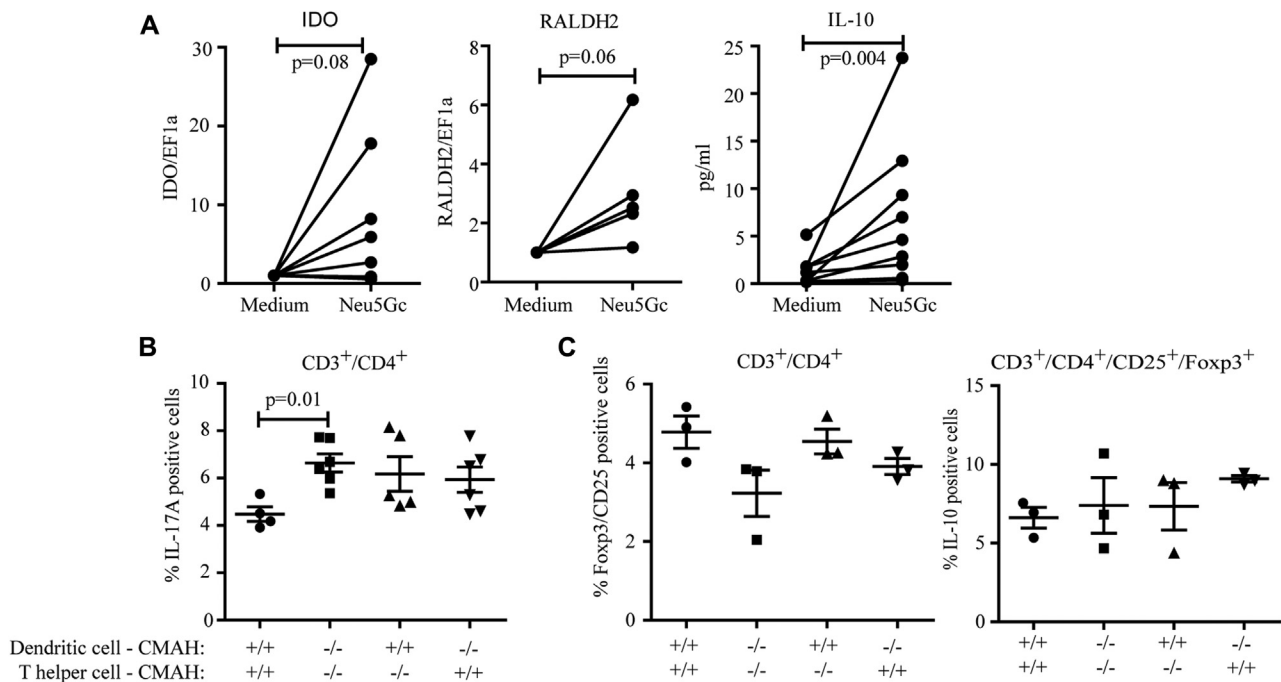 A
IDO
p=0.08
IDO/EF1a
30
20
10
0
Medium Neu5Gc
RALDH2
p=0.06
RALDH2/EF1a
8
6
4
2
0
Medium Neu5Gc
IL-10
p=0.004
pg/ml
25
20
15
10
5
0
Medium Neu5Gc
B
CD3+/CD4+
p=0.01
% IL-17A positive cells
10
8
6
4
2
0
Dendritic cell - CMAH: +/+ -/- +/+ -/-
T helper cell - CMAH: +/+ -/- -/- +/+
C
CD3+/CD4+
% Foxp3/CD25 positive cells
6
4
2
0
+/+ -/- +/+ -/-
+/+ -/- -/- +/+
CD3+/CD4+/CD25+/Foxp3+
% IL-10 positive cells
15
10
5
0
+/+ -/- +/+ -/-
+/+ -/- -/- +/+